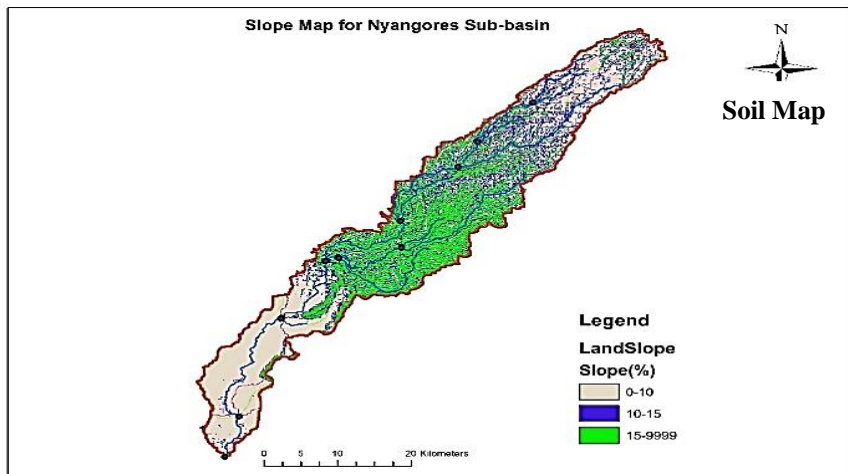 Slope Map for Nyangores Sub-basin
N
Soil Map
Legend
LandSlope
Slope(%)
0-10
10-15
15-9999
0 5 10 20 Kilometers